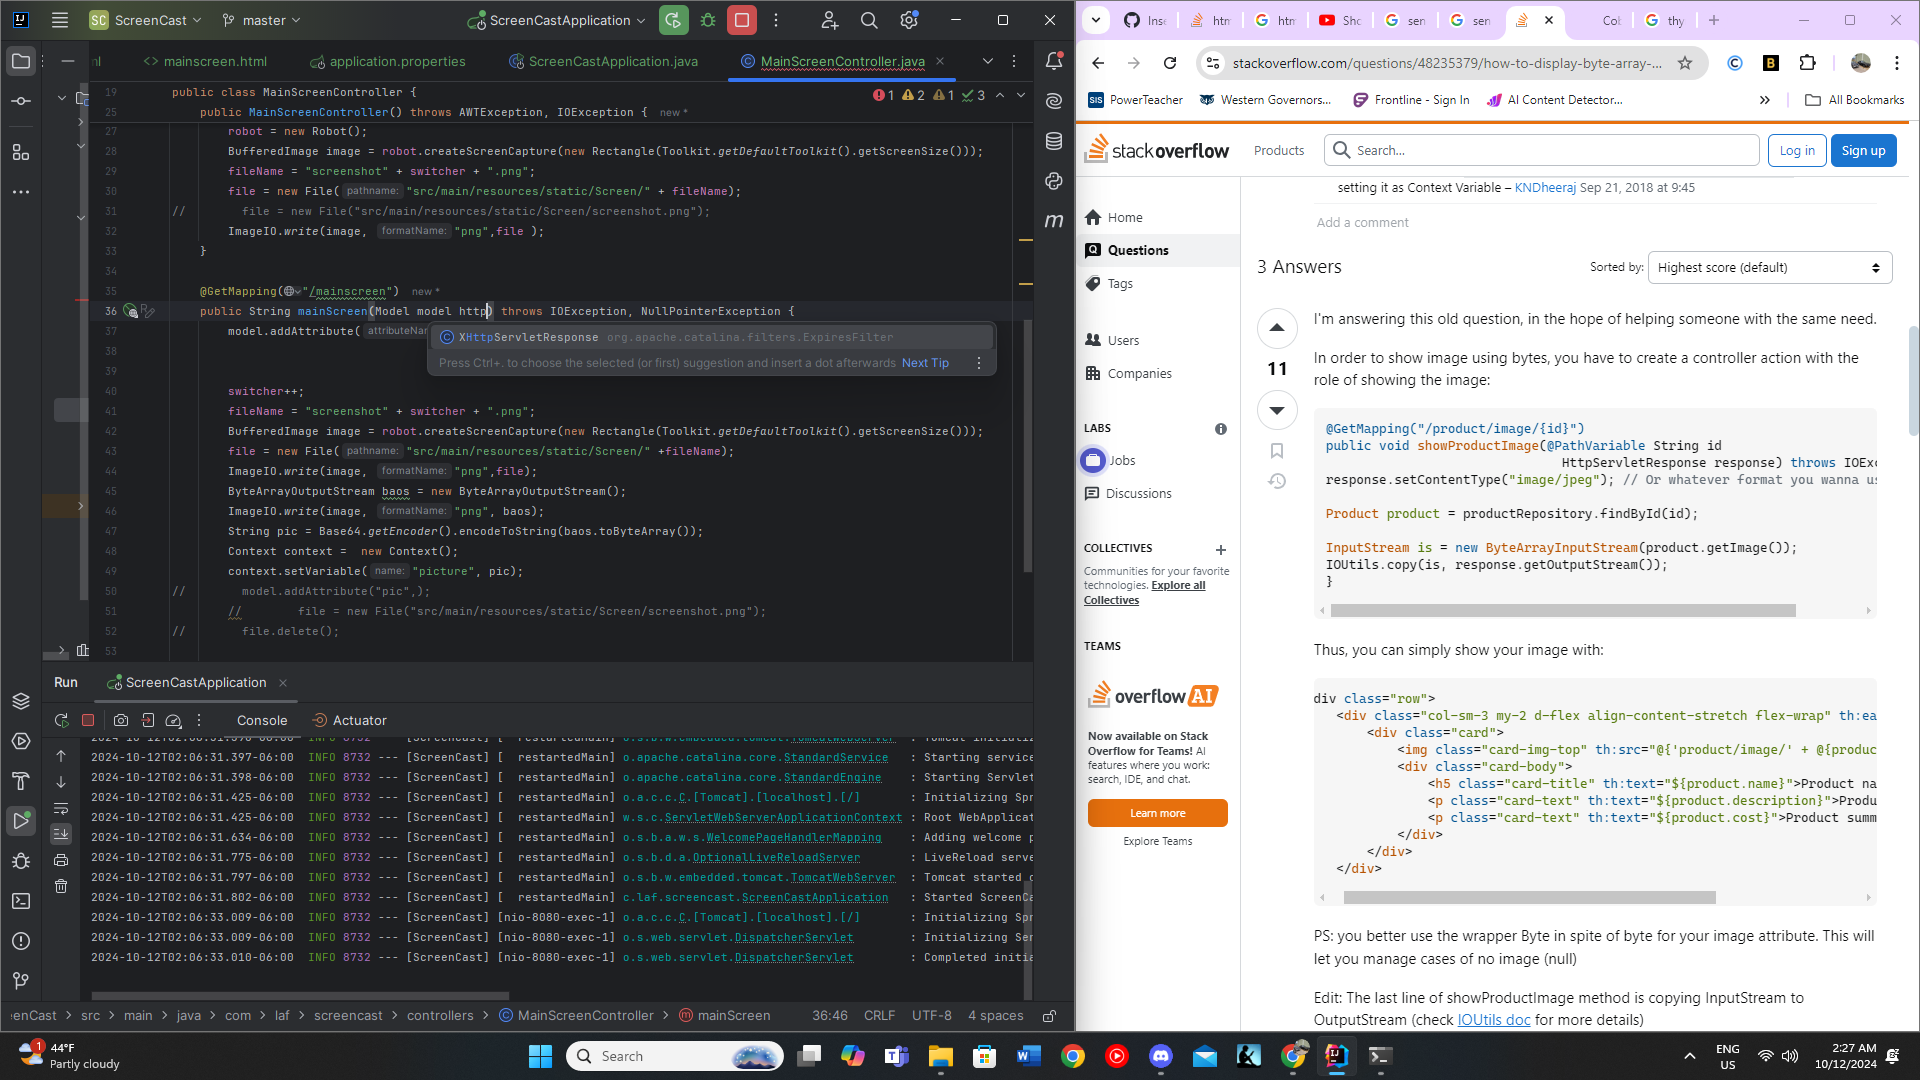 SC ScreenCast
master
ScreenCastApplication
mainscreen.html
application.properties
ScreenCastApplication.java
MainScreenController.java
1 2 1 3
19 public class MainScreenController {
25 public MainScreenController() throws AWTException, IOException { new *
27 robot = new Robot();
28 BufferedImage image = robot.createScreenCapture(new Rectangle(Toolkit.getDefaultToolkit().getScreenSize()));
29 fileName = "screenshot" + switcher + ".png";
30 file = new File( pathname: "src/main/resources/static/Screen/" + fileName);
31 // file = new File("src/main/resources/static/Screen/screenshot.png");
32 ImageIO.write(image, formatName: "png",file );
33 }
34
35 @GetMapping("/mainscreen") new *
36 public String mainScreen(Model model http) throws IOException, NullPointerException {
37 model.addAttribute( attributeNam
XHttpServletResponse org.apache.catalina.filters.ExpiresFilter
38
Press Ctrl+. to choose the selected (or first) suggestion and insert a dot afterwards Next Tip
39
40 switcher++;
41 fileName = "screenshot" + switcher + ".png";
42 BufferedImage image = robot.createScreenCapture(new Rectangle(Toolkit.getDefaultToolkit().getScreenSize()));
43 file = new File( pathname: "src/main/resources/static/Screen/" +fileName);
44 ImageIO.write(image, formatName: "png",file);
45 ByteArrayOutputStream baos = new ByteArrayOutputStream();
46 ImageIO.write(image, formatName: "png", baos);
47 String pic = Base64.getEncoder().encodeToString(baos.toByteArray());
48 Context context = new Context();
49 context.setVariable( name: "picture", pic);
50 // model.addAttribute("pic",);
51 // file = new File("src/main/resources/static/Screen/screenshot.png");
52 // file.delete();
53
Run ScreenCastApplication
Console Actuator
2024-10-12T02:06:31.397-06:00 INFO 8732 --- [ScreenCast] [ restartedMain] o.apache.catalina.core.StandardService : Starting service
2024-10-12T02:06:31.398-06:00 INFO 8732 --- [ScreenCast] [ restartedMain] o.apache.catalina.core.StandardEngine : Starting Servlet
2024-10-12T02:06:31.425-06:00 INFO 8732 --- [ScreenCast] [ restartedMain] o.a.c.c.C.[Tomcat].[localhost].[/] : Initializing Spr
2024-10-12T02:06:31.425-06:00 INFO 8732 --- [ScreenCast] [ restartedMain] w.s.c.ServletWebServerApplicationContext : Root WebApplicat
2024-10-12T02:06:31.634-06:00 INFO 8732 --- [ScreenCast] [ restartedMain] o.s.b.a.w.s.WelcomePageHandlerMapping : Adding welcome p
2024-10-12T02:06:31.775-06:00 INFO 8732 --- [ScreenCast] [ restartedMain] o.s.b.d.a.OptionalLiveReloadServer : LiveReload serve
2024-10-12T02:06:31.797-06:00 INFO 8732 --- [ScreenCast] [ restartedMain] o.s.b.w.embedded.tomcat.TomcatWebServer : Tomcat started o
2024-10-12T02:06:31.802-06:00 INFO 8732 --- [ScreenCast] [ restartedMain] c.laf.screencast.ScreenCastApplication : Started ScreenCa
2024-10-12T02:06:33.009-06:00 INFO 8732 --- [ScreenCast] [nio-8080-exec-1] o.a.c.c.C.[Tomcat].[localhost].[/] : Initializing Spr
2024-10-12T02:06:33.009-06:00 INFO 8732 --- [ScreenCast] [nio-8080-exec-1] o.s.web.servlet.DispatcherServlet : Initializing Ser
2024-10-12T02:06:33.010-06:00 INFO 8732 --- [ScreenCast] [nio-8080-exec-1] o.s.web.servlet.DispatcherServlet : Completed initia
eenCast > src > main > java > com > laf > screencast > controllers > MainScreenController > mainScreen 36:46 CRLF UTF-8 4 spaces
Inse htm htm Sho sen sen Col thy
stackoverflow.com/questions/48235379/how-to-display-byte-array-...
PowerTeacher
Western Governors...
Frontline - Sign In
AI Content Detector...
All Bookmarks
stackoverflow
Products
Search...
Log in
Sign up
Home
Questions
Tags
Users
Companies
LABS
Jobs
Discussions
COLLECTIVES
Communities for your favorite
technologies. Explore all
Collectives
TEAMS
overflow AI
Now available on Stack
Overflow for Teams! AI
features where you work:
search, IDE, and chat.
Learn more
Explore Teams
setting it as Context Variable – KNDheeraj Sep 21, 2018 at 9:45
Add a comment
3 Answers
Sorted by: Highest score (default)
11
I'm answering this old question, in the hope of helping someone with the same need.
In order to show image using bytes, you have to create a controller action with the
role of showing the image:
@GetMapping("/product/image/{id}")
public void showProductImage(@PathVariable String id
HttpServletResponse response) throws IOExc
response.setContentType("image/jpeg"); // Or whatever format you wanna us
Product product = productRepository.findById(id);
InputStream is = new ByteArrayInputStream(product.getImage());
IOUtils.copy(is, response.getOutputStream());
}
Thus, you can simply show your image with:
div class="row">
<div class="col-sm-3 my-2 d-flex align-content-stretch flex-wrap" th:ea
<div class="card">
<img class="card-img-top" th:src="@{'product/image/' + @{produc
<div class="card-body">
<h5 class="card-title" th:text="${product.name}">Product na
<p class="card-text" th:text="${product.description}">Produ
<p class="card-text" th:text="${product.cost}">Product summ
</div>
</div>
</div>
PS: you better use the wrapper Byte in spite of byte for your image attribute. This will
let you manage cases of no image (null)
Edit: The last line of showProductImage method is copying InputStream to
OutputStream (check IOUtils doc for more details)
1
44°F
Partly cloudy
Search
ENG
US
2:27 AM
10/12/2024